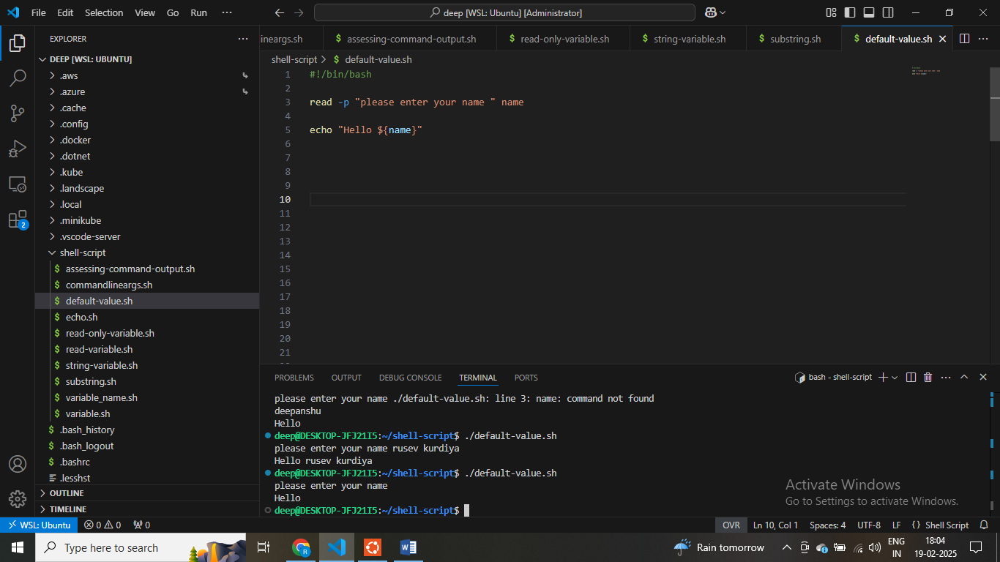 File Edit Selection View Go Run ···
deep [WSL: Ubuntu] [Administrator]
EXPLORER
DEEP [WSL: UBUNTU]
.aws
.azure
.cache
.config
.docker
.dotnet
.kube
.landscape
.local
.minikube
.vscode-server
shell-script
$ assessing-command-output.sh
$ commandlineargs.sh
$ default-value.sh
$ echo.sh
$ read-only-variable.sh
$ read-variable.sh
$ string-variable.sh
$ substring.sh
$ variable_name.sh
$ variable.sh
$ .bash_history
$ .bash_logout
$ .bashrc
.lesshst
OUTLINE
TIMELINE
2
ineargs.sh $ assessing-command-output.sh $ read-only-variable.sh $ string-variable.sh $ substring.sh $ default-value.sh
shell-script > $ default-value.sh
1 #!/bin/bash
2
3 read -p "please enter your name " name
4
5 echo "Hello ${name}"
6
7
8
9
10
11
12
13
14
15
16
17
18
19
20
21
PROBLEMS OUTPUT DEBUG CONSOLE TERMINAL PORTS
bash - shell-script
please enter your name ./default-value.sh: line 3: name: command not found
deepanshu
Hello
deep@DESKTOP-JFJ21I5:~/shell-script$ ./default-value.sh
please enter your name rusev kurdiya
Hello rusev kurdiya
deep@DESKTOP-JFJ21I5:~/shell-script$ ./default-value.sh
please enter your name
Hello
deep@DESKTOP-JFJ21I5:~/shell-script$
Activate Windows
Go to Settings to activate Windows.
WSL: Ubuntu 0 0 0 OVR Ln 10, Col 1 Spaces: 4 UTF-8 LF {} Shell Script
Type here to search
Rain tomorrow
ENG
IN
18:04
19-02-2025